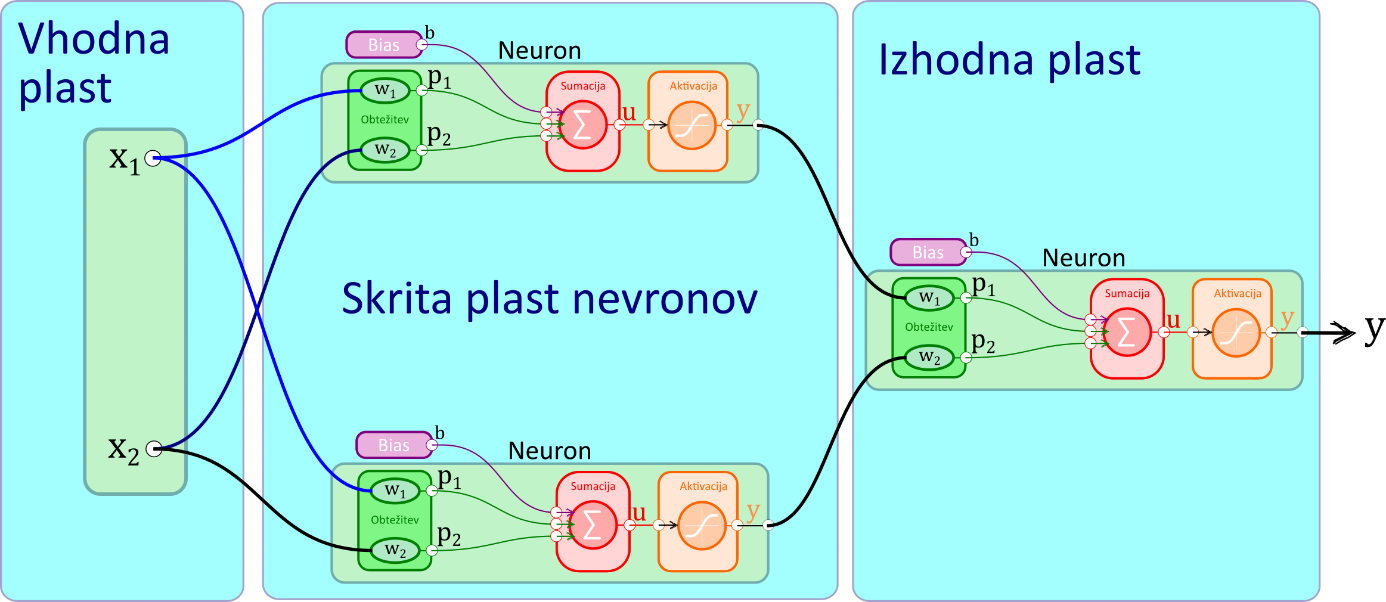 Vhodna
plast
x1
x2
b
Bias
Neuron
w1
p1
Obtežitev
w2
p2
Sumacija
∑
u
Aktivacija
y
Skrita plast nevronov
b
Bias
Neuron
w1
p1
Obtežitev
w2
p2
Sumacija
∑
u
Aktivacija
y
Izhodna plast
b
Bias
Neuron
w1
p1
Obtežitev
w2
p2
Sumacija
∑
u
Aktivacija
y
y